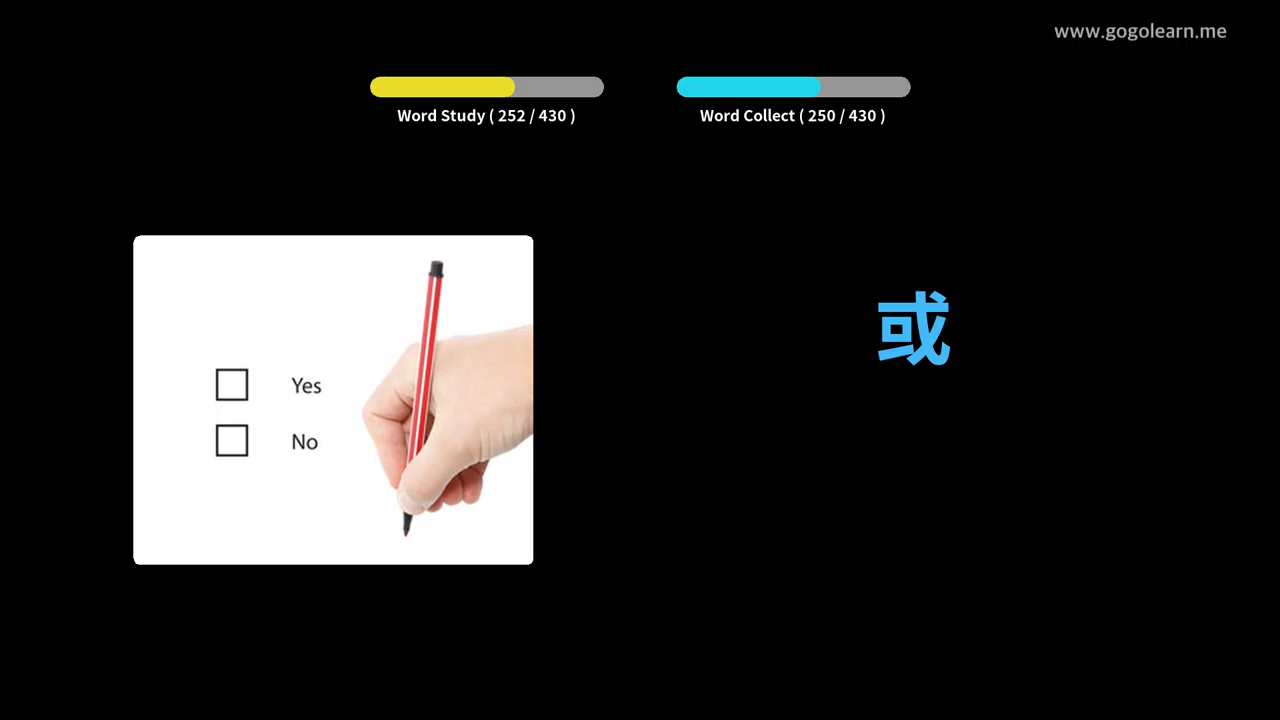 www.gogolearn.me
Word Study ( 252 / 430 )
Word Collect ( 250 / 430 )
或
Yes
No